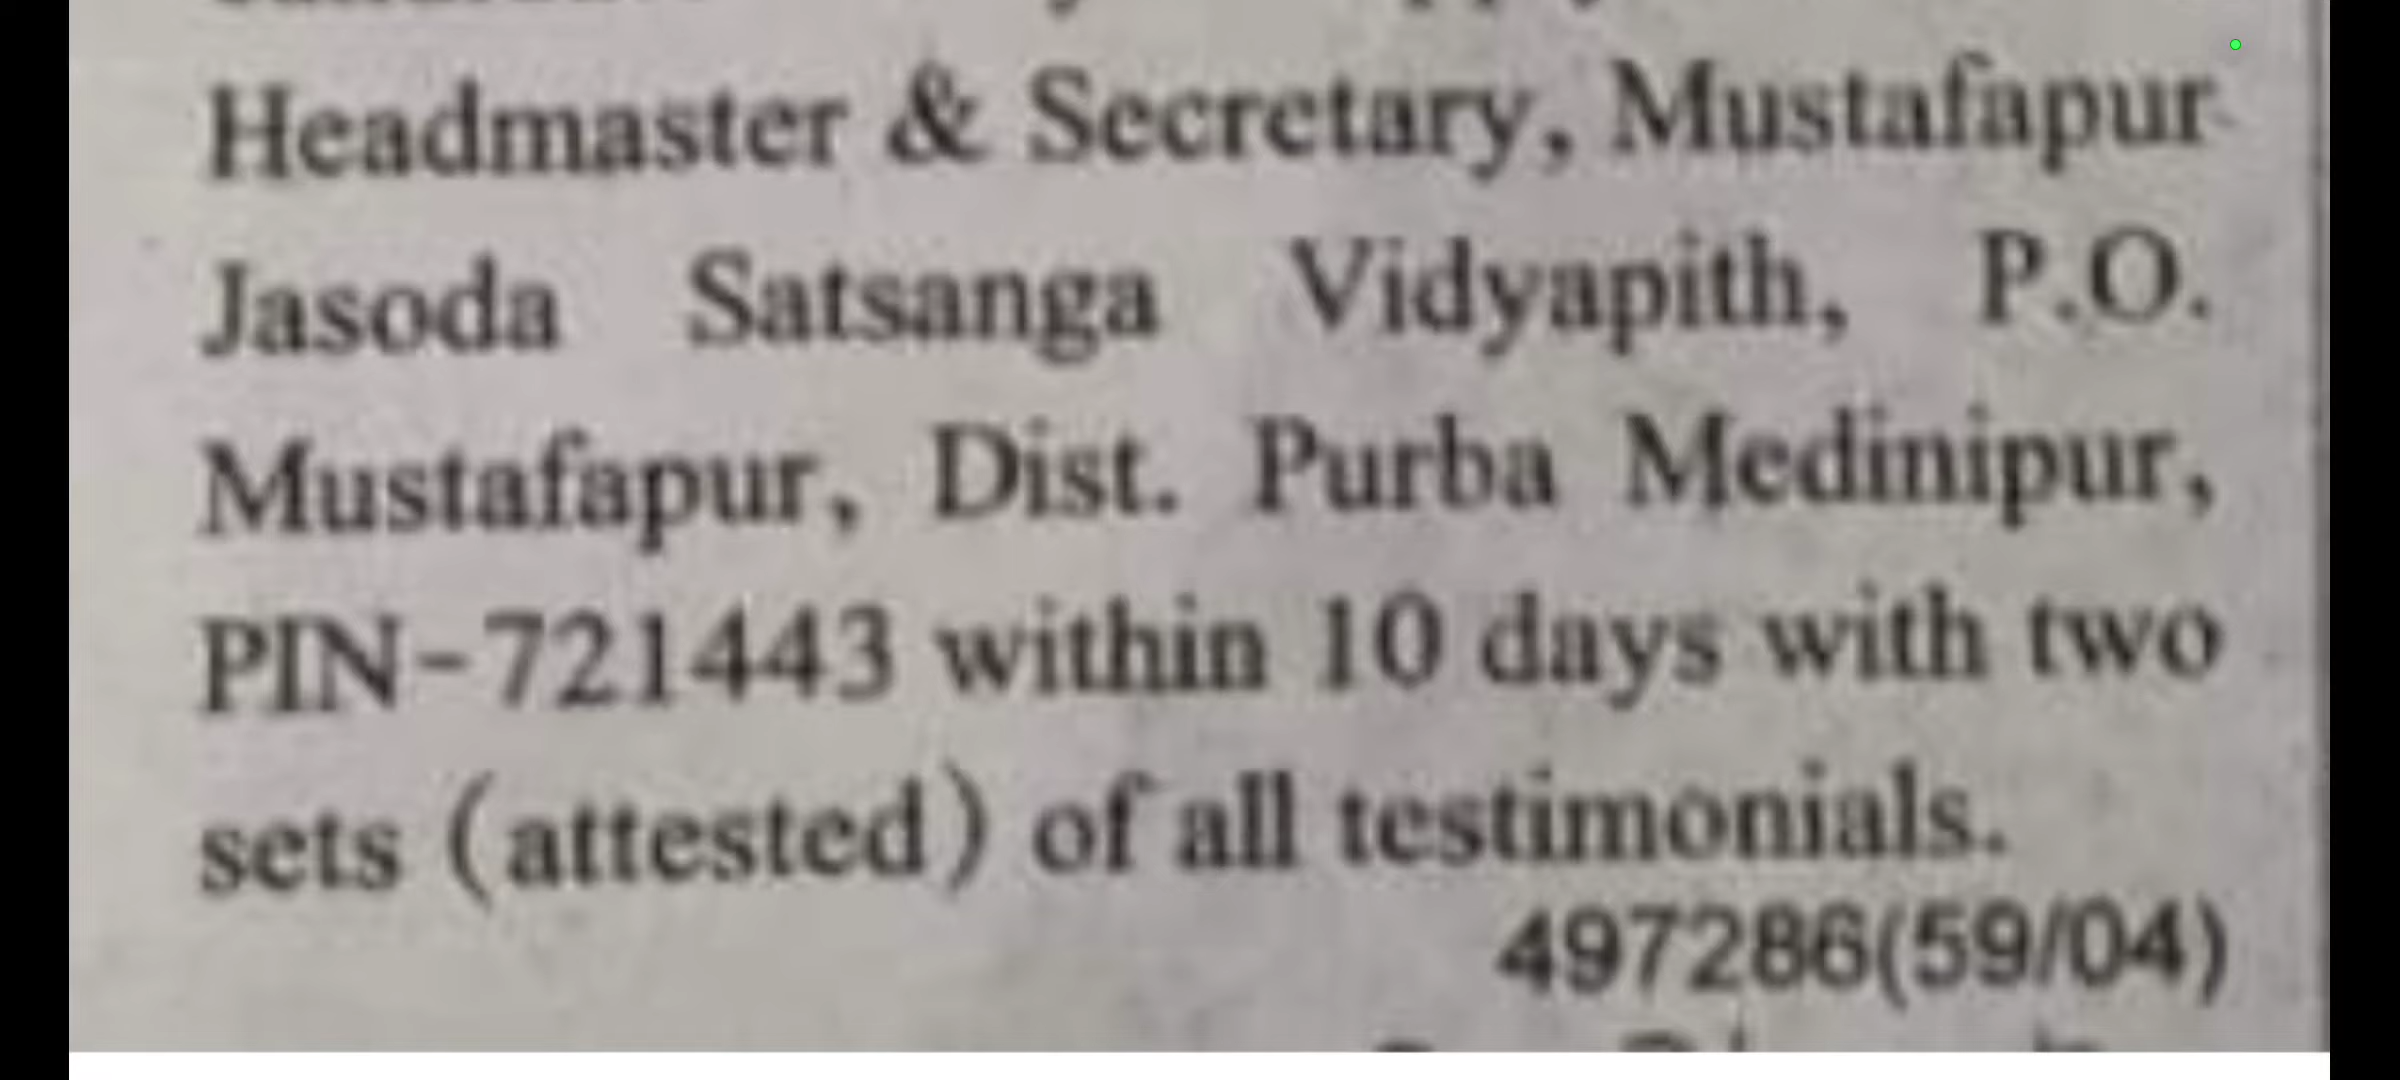 Headmaster & Secretary, Mustafapur
Jasoda Satsanga Vidyapith, P.O.
Mustafapur, Dist. Purba Medinipur,
PIN-721443 within 10 days with two
sets (attested) of all testimonials.
497286(59/04)